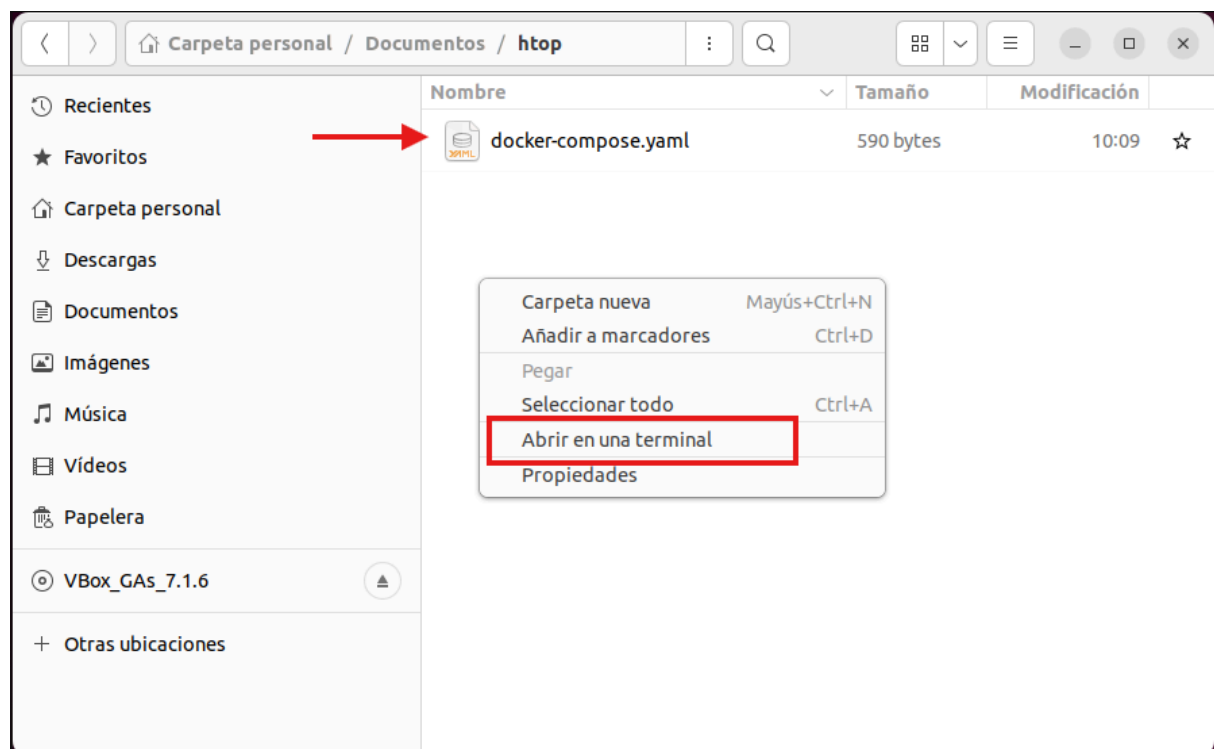 Carpeta personal / Documentos / htop
Nombre Tamaño Modificación
Recientes
docker-compose.yaml 590 bytes 10:09
YAML
Favoritos
Carpeta personal
Descargas
Documentos
Imágenes
Música
Vídeos
Papelera
VBox_GAs_7.1.6
+ Otras ubicaciones
Carpeta nueva Mayús+Ctrl+N
Añadir a marcadores Ctrl+D
Pegar
Seleccionar todo Ctrl+A
Abrir en una terminal
Propiedades